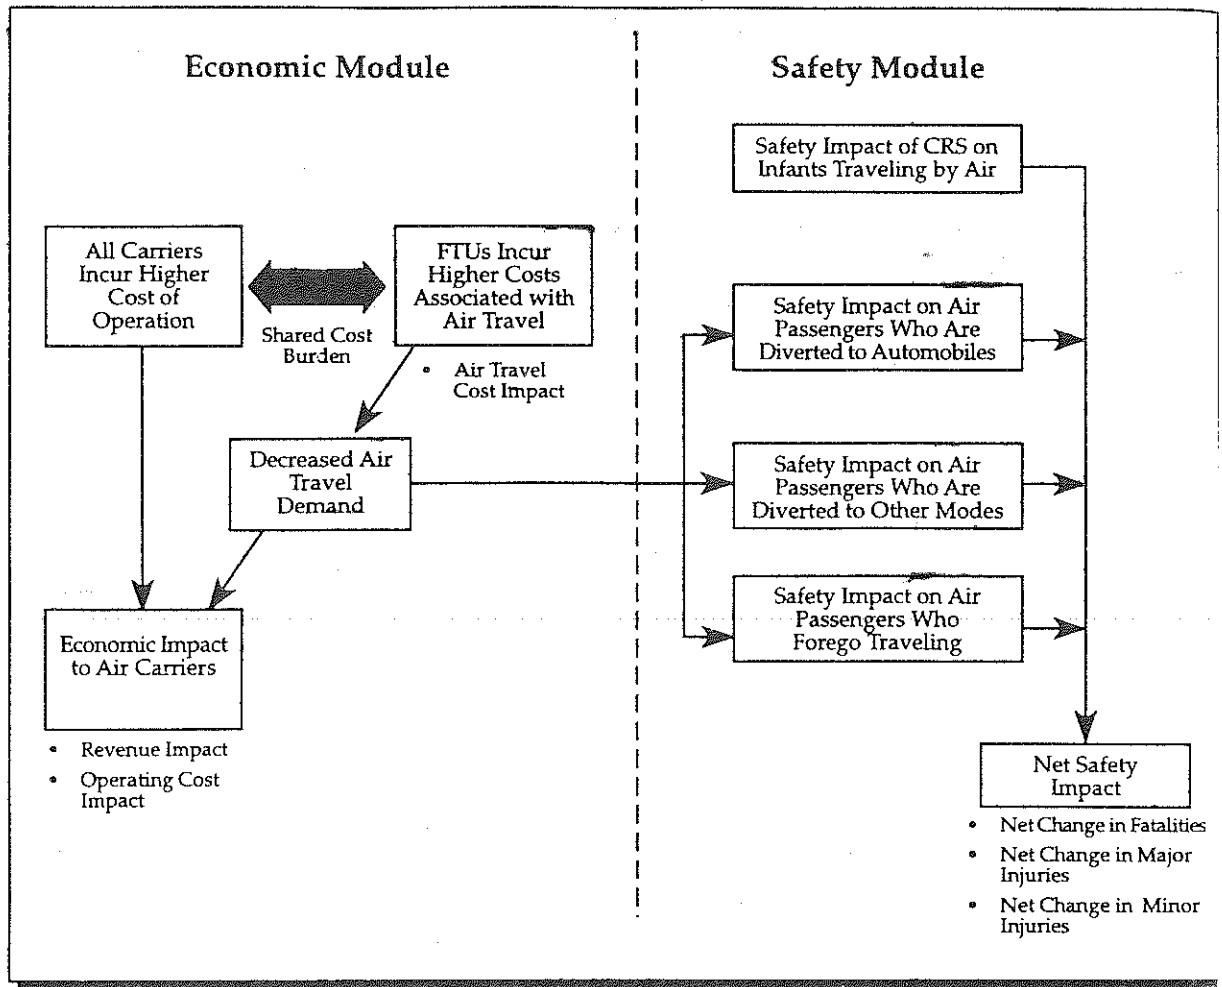 Economic Module
All Carriers
Incur Higher
Cost of
Operation
Shared Cost
Burden
FTUs Incur
Higher Costs
Associated with
Air Travel
• Air Travel
Cost Impact
Decreased Air
Travel
Demand
Economic Impact
to Air Carriers
• Revenue Impact
• Operating Cost
Impact
Safety Module
Safety Impact of CRS on
Infants Traveling by Air
Safety Impact on Air
Passengers Who Are
Diverted to Automobiles
Safety Impact on Air
Passengers Who Are
Diverted to Other Modes
Safety Impact on Air
Passengers Who
Forego Traveling
Net Safety
Impact
• Net Change in Fatalities
• Net Change in Major
Injuries
• Net Change in Minor
Injuries